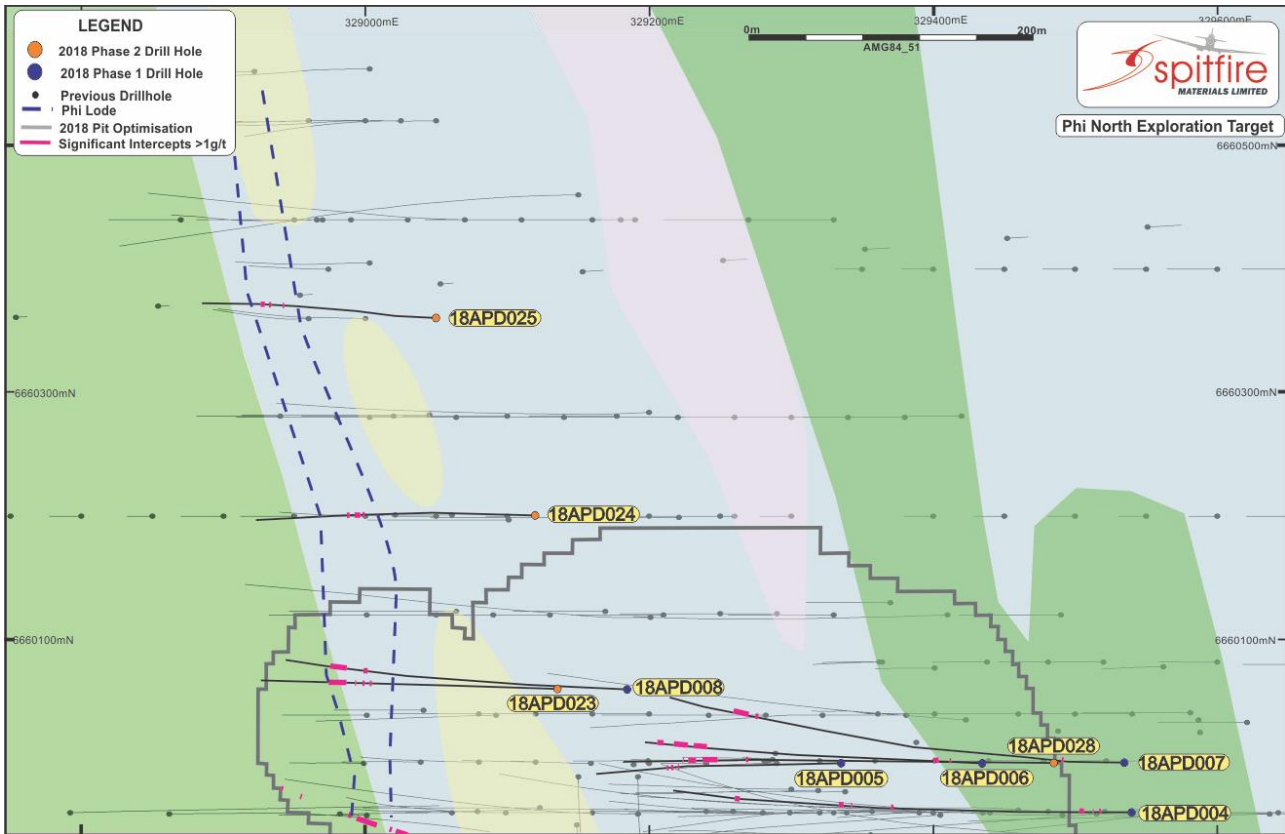 329000mE
329200mE
329400mE
329600mE
LEGEND
2018 Phase 2 Drill Hole
2018 Phase 1 Drill Hole
Previous Drillhole
Phi Lode
2018 Pit Optimisation
Significant Intercepts >1g/t
0m
200m
AMG84_51
spitfire
MATERIALS LIMITED
Phi North Exploration Target
6660500mN
18APD025
6660300mN
6660300mN
18APD024
6660100mN
6660100mN
18APD008
18APD023
18APD028
18APD005
18APD006
18APD007
18APD004